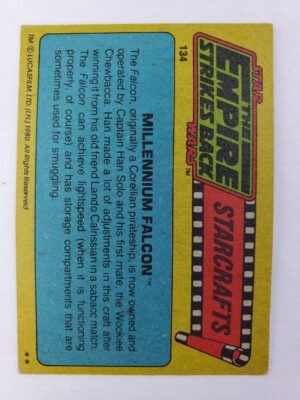 STAR
THE
EMPIRE
STRIKES BACK
WARS™
STARCRAFTS
134
MILLENNIUM FALCON™
The Falcon, originally a Corellian pirateship, is now owned and
operated by Captain Han Solo and his first mate, the Wookiee
Chewbacca. Han made a lot of adjustments in this craft after
winning it from his old friend Lando Calrissian in a sabacc match.
The Falcon can achieve lightspeed (when it is functioning
properly, of course) and has storage compartments that are
sometimes used for smuggling.
TM: © LUCASFILM, LTD. (LFL) 1980. All Rights Reserved
**